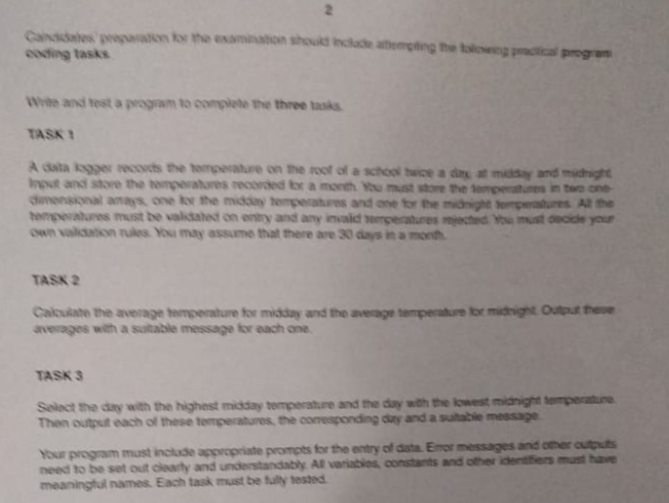 2
Candidates' preparation for the examination should include attempting the following practical program
coding tasks.
Write and test a program to complete the three tasks.
TASK 1
A data logger records the temperature on the roof of a school twice a day, at midday and midnight.
Input and store the temperatures recorded for a month. You must store the temperatures in two one-
dimensional arrays, one for the midday temperatures and one for the midnight temperatures. All the
temperatures must be validated on entry and any invalid temperatures rejected. You must decide your
own validation rules. You may assume that there are 30 days in a month.
TASK 2
Calculate the average temperature for midday and the average temperature for midnight. Output these
averages with a suitable message for each one.
TASK 3
Select the day with the highest midday temperature and the day with the lowest midnight temperature.
Then output each of these temperatures, the corresponding day and a suitable message.
Your program must include appropriate prompts for the entry of data. Error messages and other outputs
need to be set out clearly and understandably. All variables, constants and other identifiers must have
meaningful names. Each task must be fully tested.